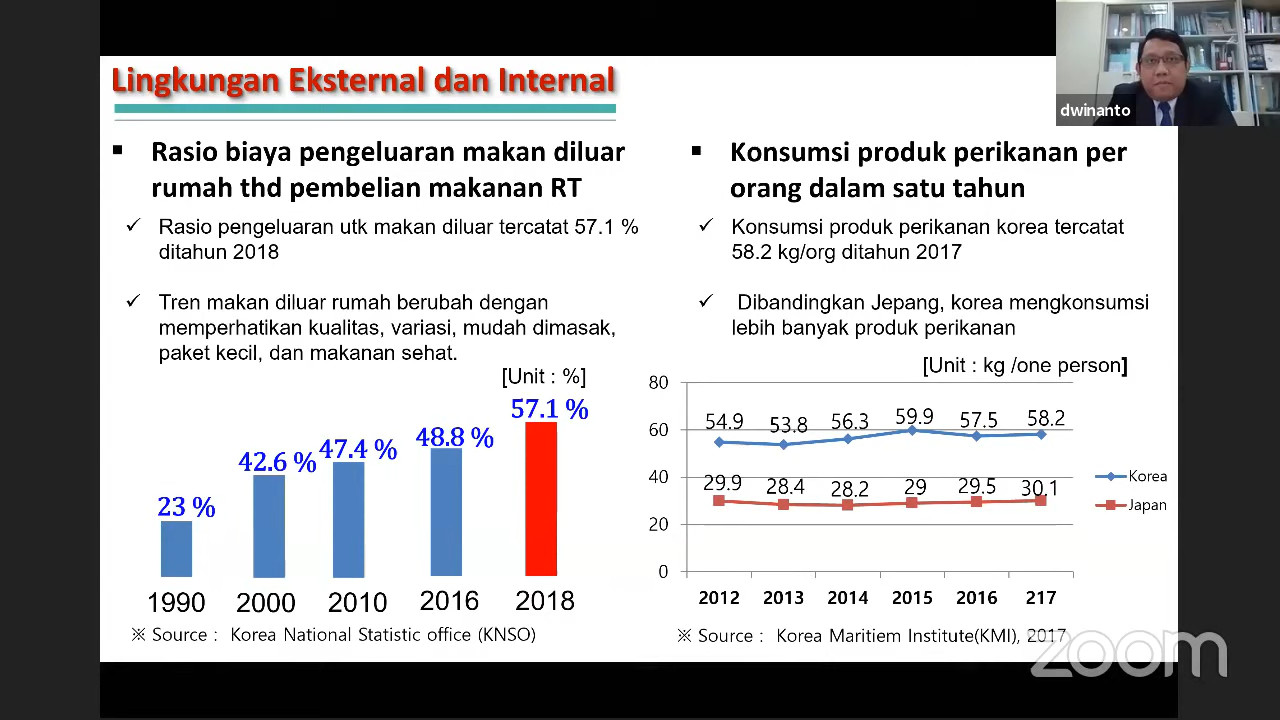 Lingkungan Eksternal dan Internal
dwinanto
▪ Rasio biaya pengeluaran makan diluar
rumah thd pembelian makanan RT
✓ Rasio pengeluaran utk makan diluar tercatat 57.1 %
ditahun 2018
✓ Tren makan diluar rumah berubah dengan
memperhatikan kualitas, variasi, mudah dimasak,
paket kecil, dan makanan sehat.
[Unit : %]
23 %
42.6 %
47.4 %
48.8 %
57.1 %
1990 2000 2010 2016 2018
※ Source : Korea National Statistic office (KNSO)
▪ Konsumsi produk perikanan per
orang dalam satu tahun
✓ Konsumsi produk perikanan korea tercatat
58.2 kg/org ditahun 2017
✓ Dibandingkan Jepang, korea mengkonsumsi
lebih banyak produk perikanan
[Unit : kg /one person]
80
60
40
20
0
54.9 53.8 56.3 59.9 57.5 58.2
29.9 28.4 28.2 29 29.5 30.1
Korea
Japan
2012 2013 2014 2015 2016 217
※ Source : Korea Maritiem Institute(KMI), 2017
zoom